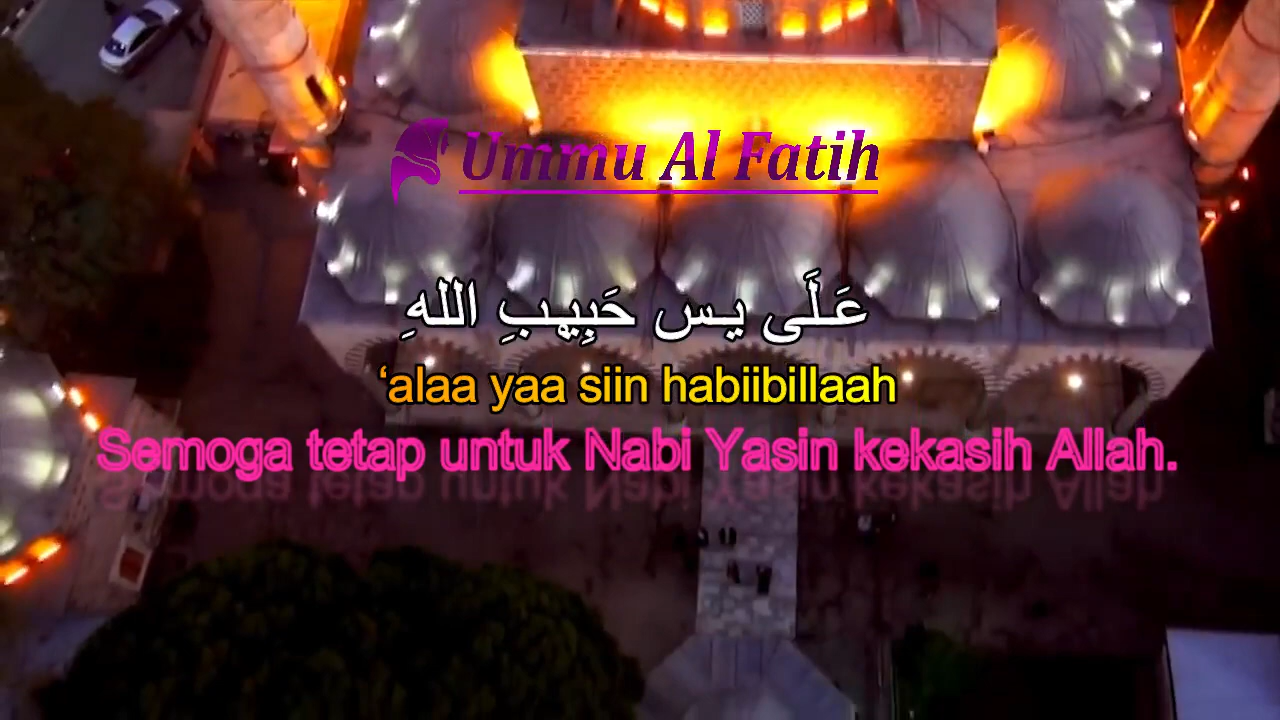 Ummu Al Fatih
عَلَى يس حَبِيبِ اللهِ
‘alaa yaa siin habiibillaah
Semoga tetap untuk Nabi Yasin kekasih Allah.